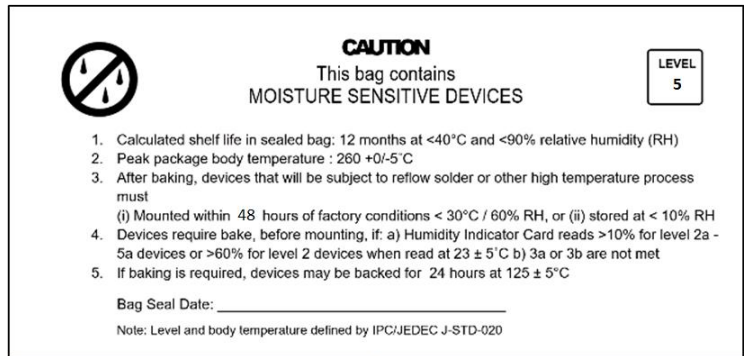 CAUTION
This bag contains
MOISTURE SENSITIVE DEVICES
LEVEL
5
1. Calculated shelf life in sealed bag: 12 months at <40°C and <90% relative humidity (RH)
2. Peak package body temperature : 260 +0/-5°C
3. After baking, devices that will be subject to reflow solder or other high temperature process
must
(i) Mounted within 48 hours of factory conditions < 30°C / 60% RH, or (ii) stored at < 10% RH
4. Devices require bake, before mounting, if: a) Humidity Indicator Card reads >10% for level 2a -
5a devices or >60% for level 2 devices when read at 23 ± 5°C b) 3a or 3b are not met
5. If baking is required, devices may be backed for 24 hours at 125 ± 5°C
Bag Seal Date: ____________________
Note: Level and body temperature defined by IPC/JEDEC J-STD-020